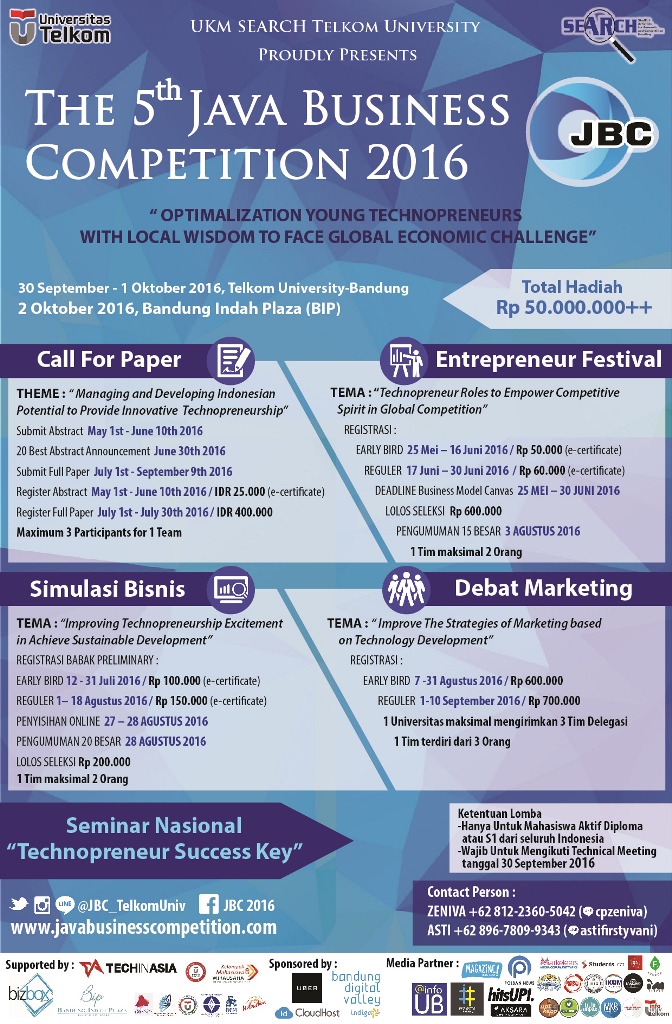 Universitas
Telkom
UKM SEARCH TELKOM UNIVERSITY
PROUDLY PRESENTS
SEARCH
THE 5th JAVA BUSINESS
COMPETITION 2016
JBC
“ OPTIMALIZATION YOUNG TECHNOPRENEURS
WITH LOCAL WISDOM TO FACE GLOBAL ECONOMIC CHALLENGE”
30 September - 1 Oktober 2016, Telkom University-Bandung
2 Oktober 2016, Bandung Indah Plaza (BIP)
Total Hadiah
Rp 50.000.000++
Call For Paper
THEME : “ Managing and Developing Indonesian
Potential to Provide Innovative Technopreneurship”
Submit Abstract May 1st - June 10th 2016
20 Best Abstract Announcement June 30th 2016
Submit Full Paper July 1st - September 9th 2016
Register Abstract May 1st - June 10th 2016 / IDR 25.000 (e-certificate)
Register Full Paper July 1st - July 30th 2016 / IDR 400.000
Maximum 3 Participants for 1 Team
Entrepreneur Festival
TEMA : “Technopreneur Roles to Empower Competitive
Spirit in Global Competition”
REGISTRASI :
EARLY BIRD 25 Mei – 16 Juni 2016 / Rp 50.000 (e-certificate)
REGULER 17 Juni – 30 Juni 2016 / Rp 60.000 (e-certificate)
DEADLINE Business Model Canvas 25 MEI – 30 JUNI 2016
LOLOS SELEKSI Rp 600.000
PENGUMUMAN 15 BESAR 3 AGUSTUS 2016
1 Tim maksimal 2 Orang
Simulasi Bisnis
TEMA : “Improving Technopreneurship Excitement
in Achieve Sustainable Development”
REGISTRASI BABAK PRELIMINARY :
EARLY BIRD 12 - 31 Juli 2016 / Rp 100.000 (e-certificate)
REGULER 1– 18 Agustus 2016 / Rp 150.000 (e-certificate)
PENYISIHAN ONLINE 27 – 28 AGUSTUS 2016
PENGUMUMAN 20 BESAR 28 AGUSTUS 2016
LOLOS SELEKSI Rp 200.000
1 Tim maksimal 2 Orang
Debat Marketing
TEMA : “ Improve The Strategies of Marketing based
on Technology Development”
REGISTRASI :
EARLY BIRD 7 -31 Agustus 2016 / Rp 600.000
REGULER 1-10 September 2016 / Rp 700.000
1 Universitas maksimal mengirimkan 3 Tim Delegasi
1 Tim terdiri dari 3 Orang
Seminar Nasional
“Technopreneur Success Key”
Ketentuan Lomba
-Hanya Untuk Mahasiswa Aktif Diploma
atau S1 dari seluruh Indonesia
-Wajib Untuk Mengikuti Technical Meeting
tanggal 30 September 2016
LINE @JBC_TelkomUniv JBC 2016
www.javabusinesscompetition.com
Contact Person :
ZENIVA +62 812-2360-5042 ( cpzeniva)
ASTI +62 896-7809-9343 ( astifirstyvani)
Supported by :
TECHINASIA
bizbox
Bip
BANDUNG INDAH PLAZA
Sponsored by :
UBER
bandung
digital
valley
indigo
Id CloudHost
Media Partner :
MAGAZINE!
@info
UB
hitsUP!
AKSARA